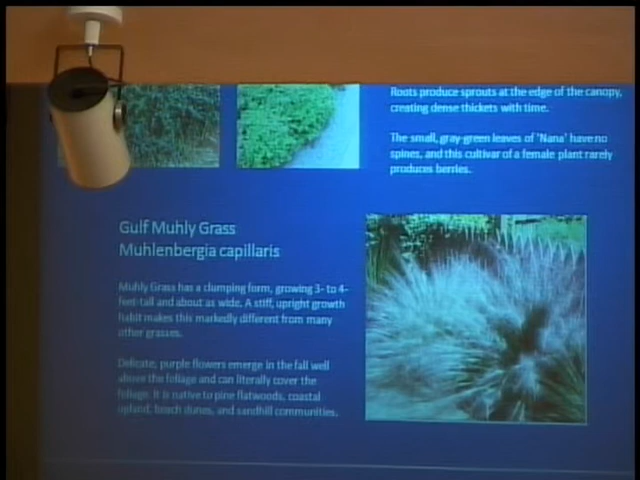 Roots produce sprouts at the edge of the canopy,
creating dense thickets with time.
The small, gray-green leaves of 'Nana' have no
spines, and this cultivar of a female plant rarely
produces berries.
Gulf Muhly Grass
Muhlenbergia capillaris
Muhly Grass has a clumping form, growing 3- to 4-
feet tall and about as wide. A stiff, upright growth
habit makes this markedly different from many
other grasses.
Delicate, purple flowers emerge in the fall well
above the foliage and can literally cover the
foliage. It is native to pine flatwoods, coastal
upland, beach dunes, and sandhill communities.